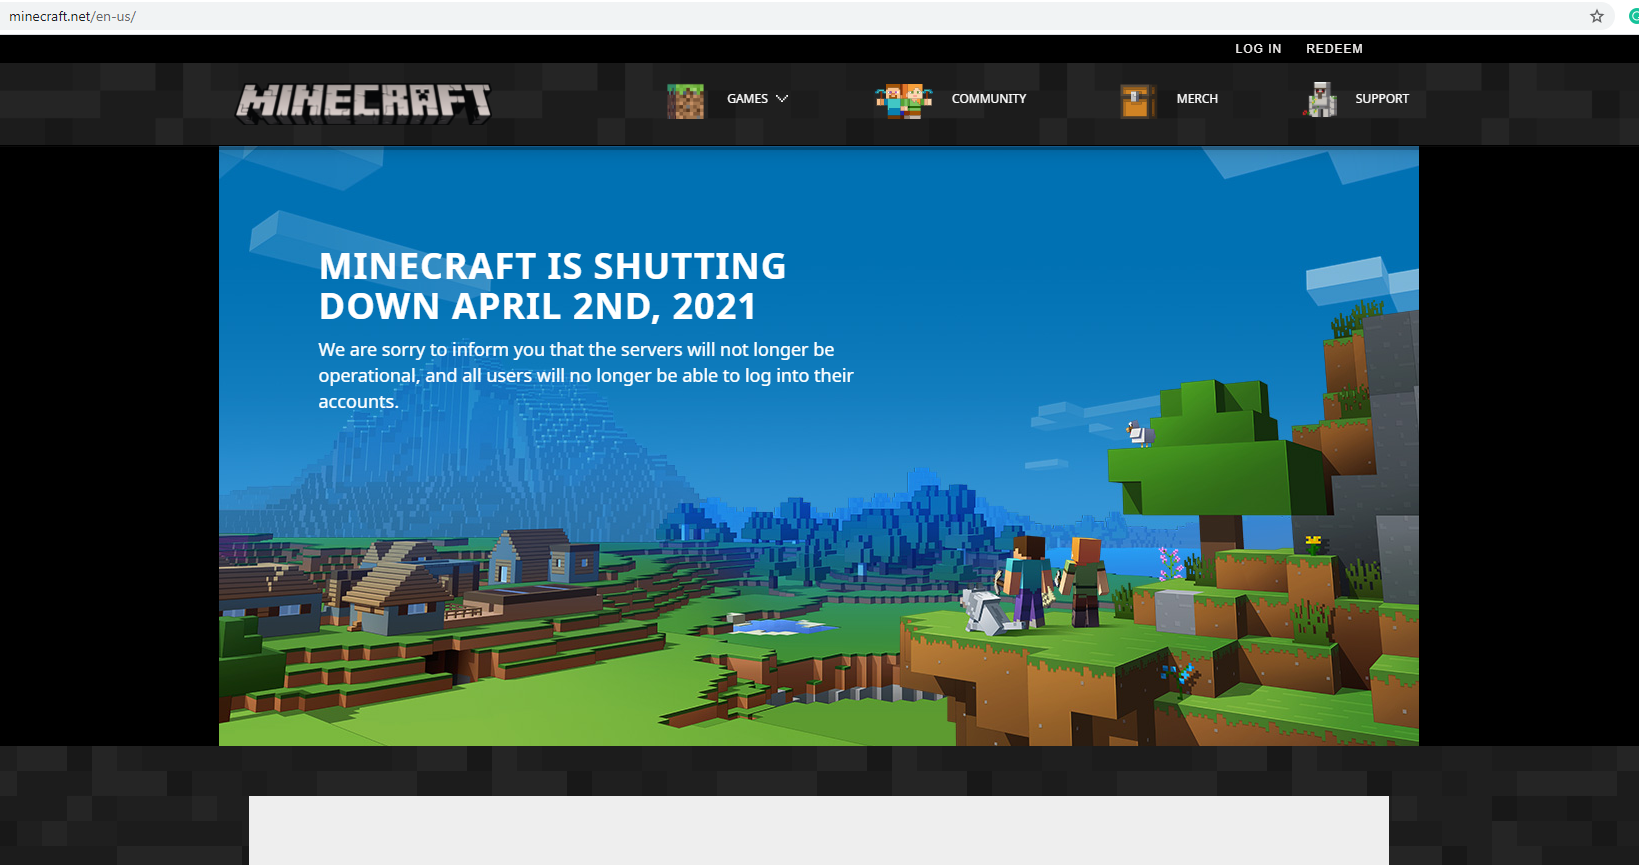 minecraft.net/en-us/
LOG IN REDEEM
MINECRAFT GAMES COMMUNITY MERCH SUPPORT
MINECRAFT IS SHUTTING
DOWN APRIL 2ND, 2021
We are sorry to inform you that the servers will not longer be
operational, and all users will no longer be able to log into their
accounts.